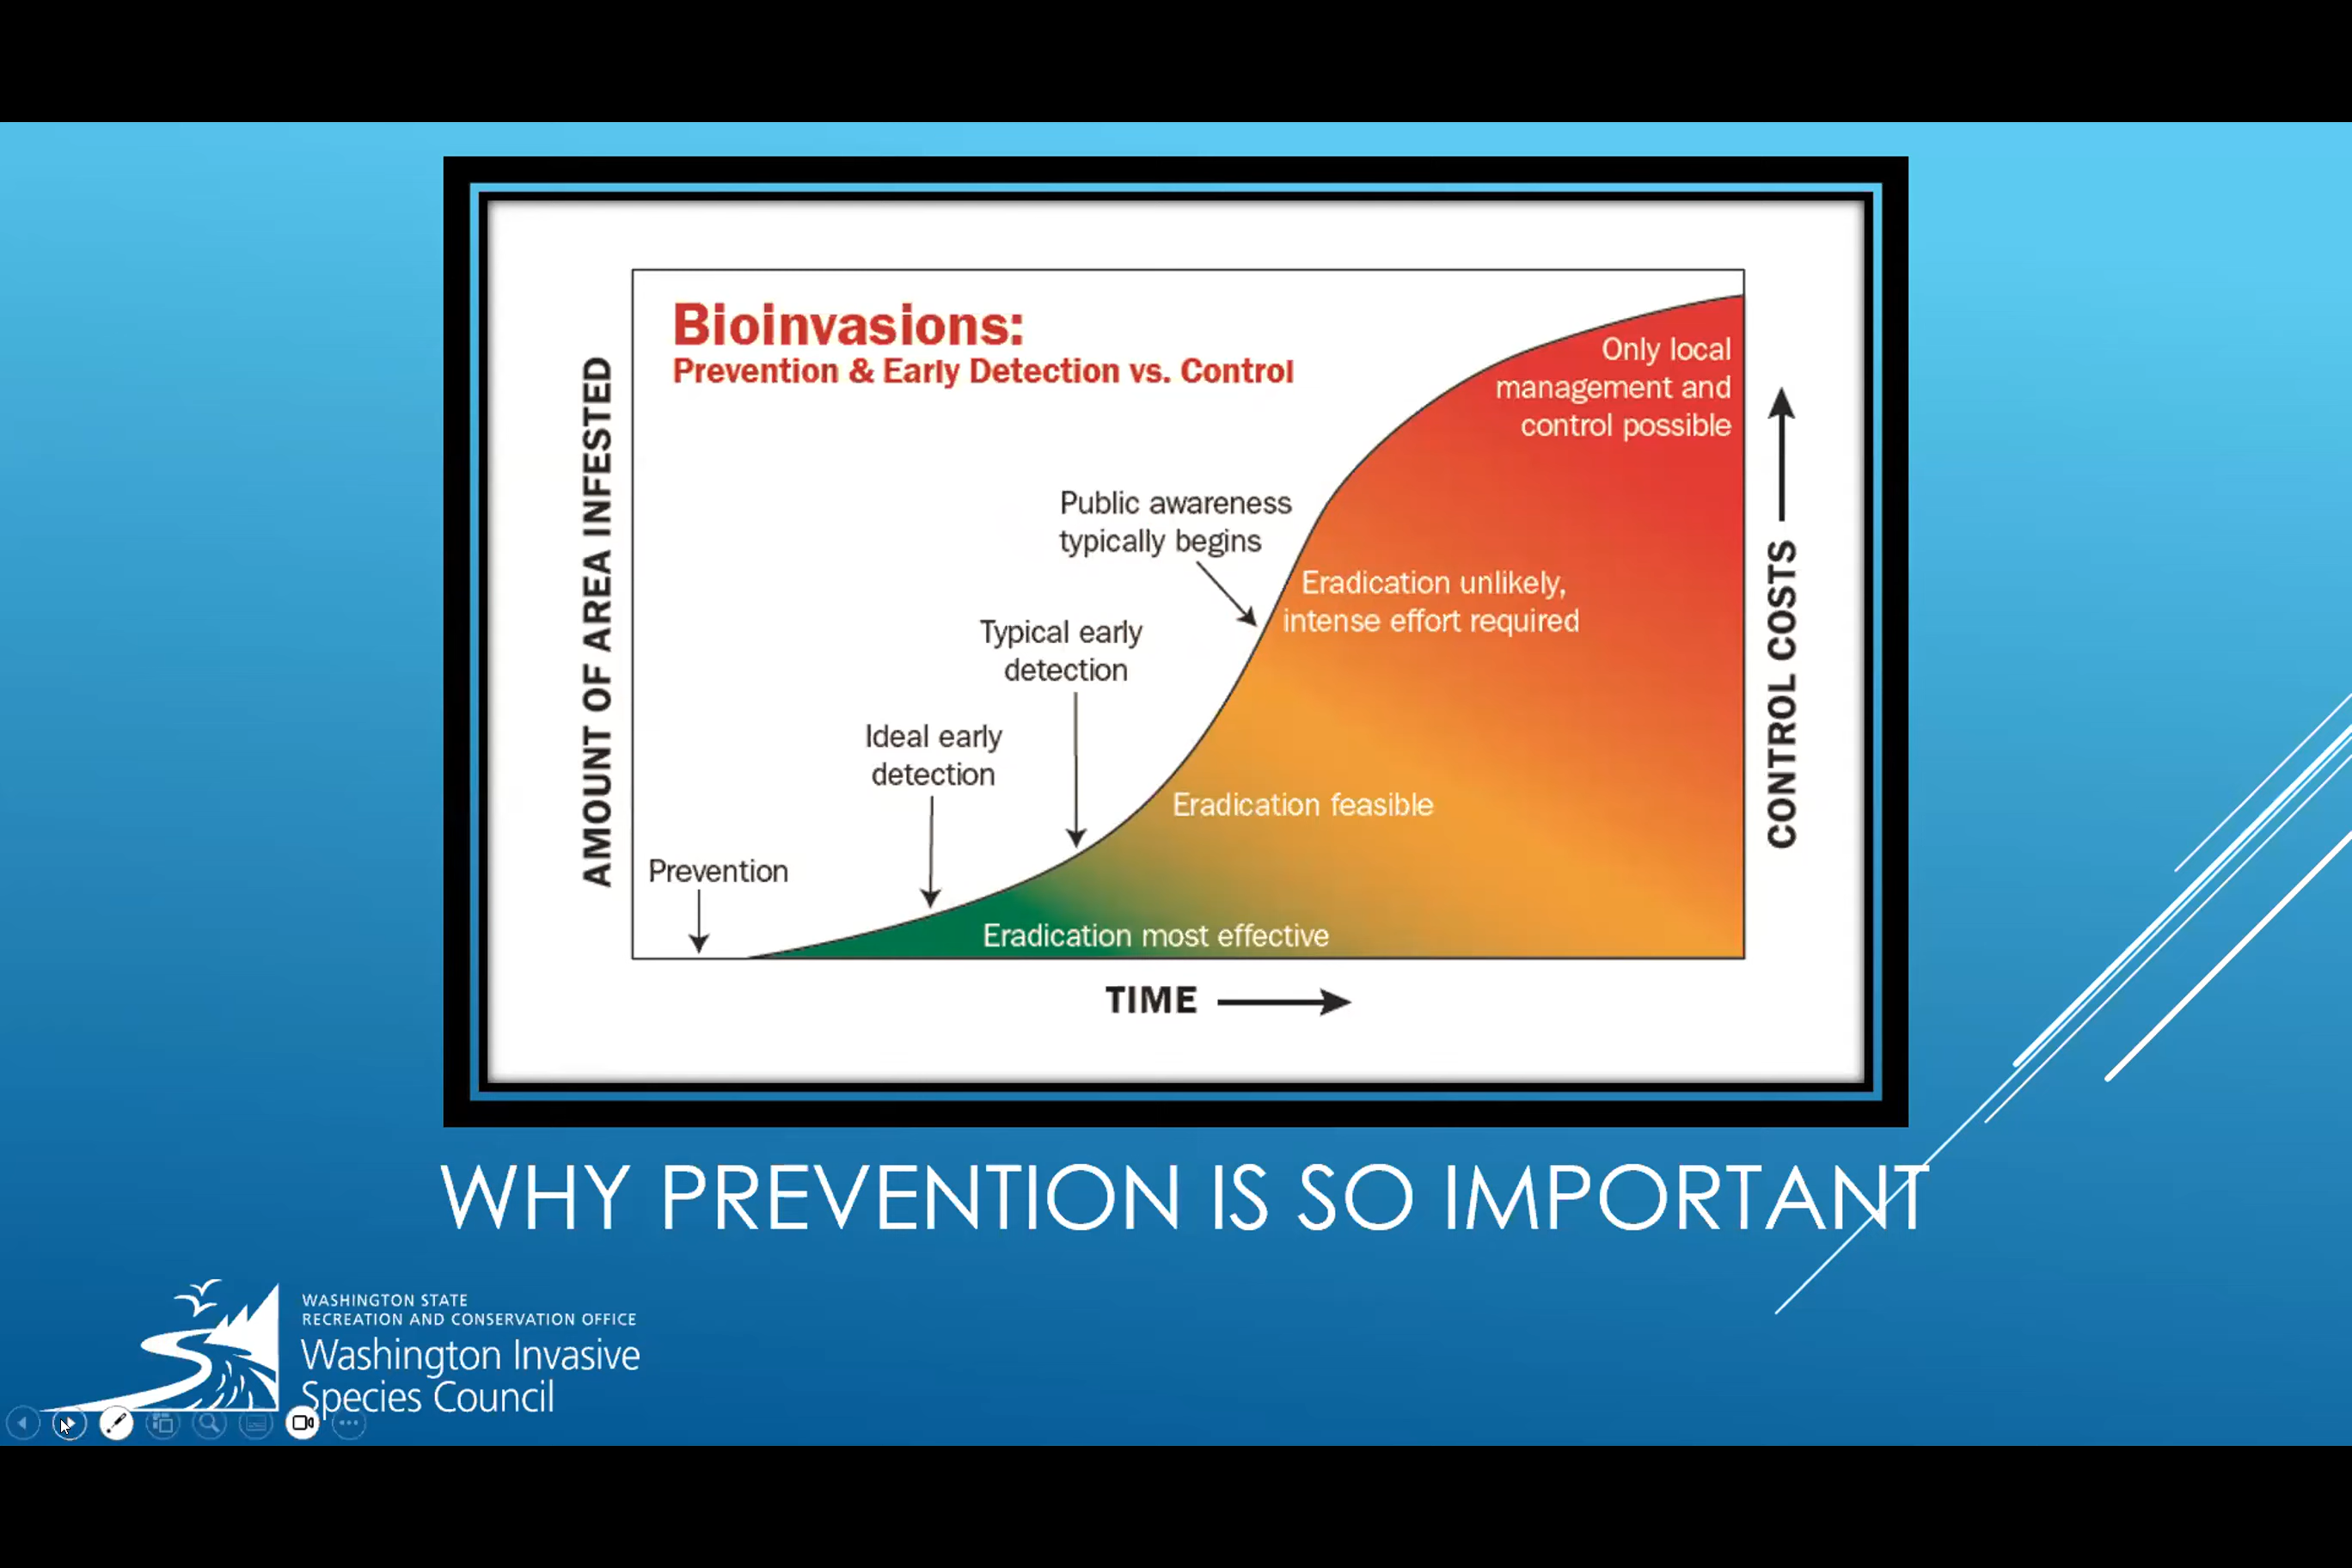 Bioinvasions:
Prevention & Early Detection vs. Control
AMOUNT OF AREA INFESTED
Only local
management and
control possible
Public awareness
typically begins
Eradication unlikely,
intense effort required
Typical early
detection
Ideal early
detection
Eradication feasible
Prevention
Eradication most effective
CONTROL COSTS
TIME
WHY PREVENTION IS SO IMPORTANT
WASHINGTON STATE
RECREATION AND CONSERVATION OFFICE
Washington Invasive
Species Council